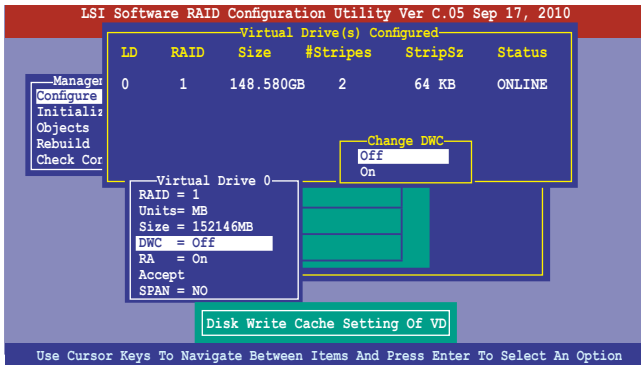 LSI Software RAID Configuration Utility Ver C.05 Sep 17, 2010
Virtual Drive(s) Configured
LD RAID Size #Stripes StripSz Status
0 1 148.580GB 2 64 KB ONLINE
Manage
Configure
Initializ
Objects
Rebuild
Check Con
Change DWC
Off
On
Virtual Drive 0
RAID = 1
Units= MB
Size = 152146MB
DWC = Off
RA = On
Accept
SPAN = NO
Disk Write Cache Setting Of VD
Use Cursor Keys To Navigate Between Items And Press Enter To Select An Option